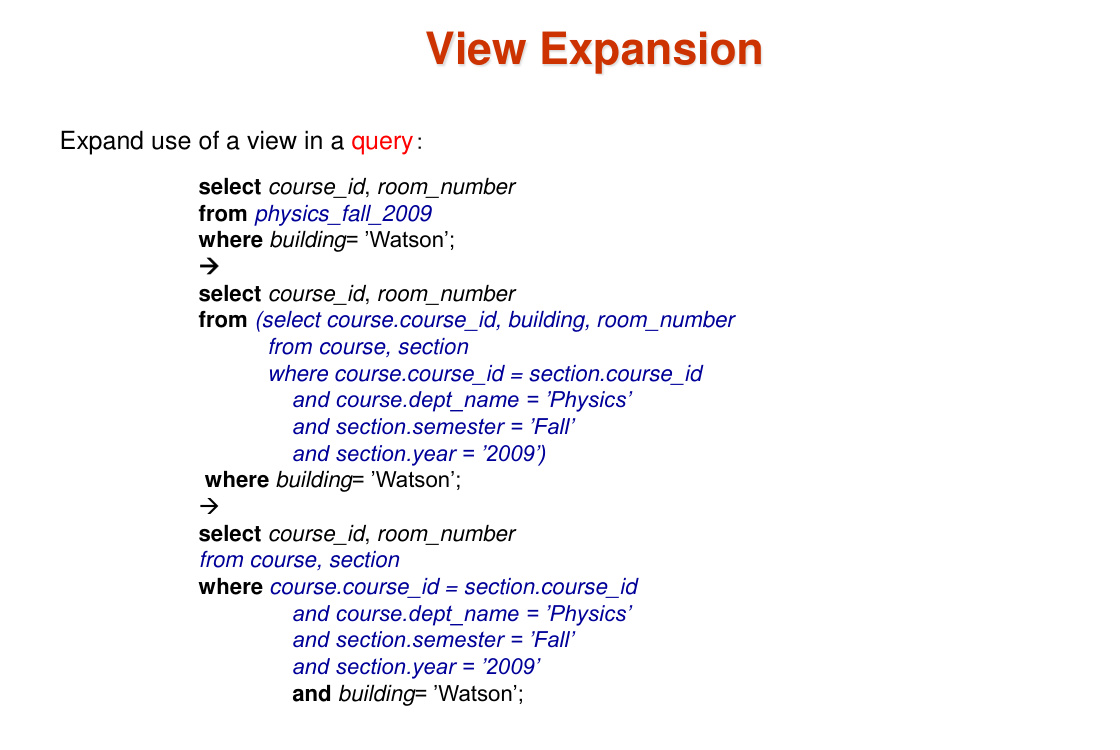 View Expansion
Expand use of a view in a query:
select course_id, room_number
from physics_fall_2009
where building= ’Watson’;
→
select course_id, room_number
from (select course.course_id, building, room_number
from course, section
where course.course_id = section.course_id
and course.dept_name = ’Physics’
and section.semester = ’Fall’
and section.year = ’2009’)
where building= ’Watson’;
→
select course_id, room_number
from course, section
where course.course_id = section.course_id
and course.dept_name = ’Physics’
and section.semester = ’Fall’
and section.year = ’2009’
and building= ’Watson’;